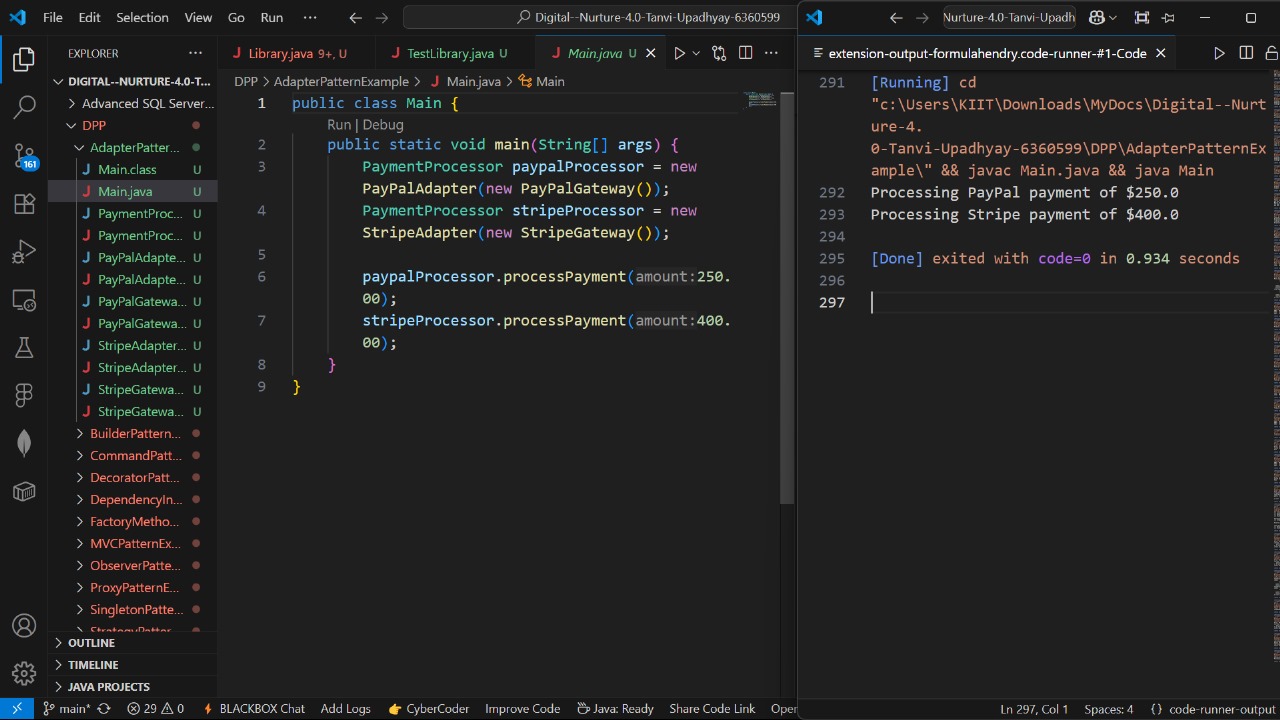 File Edit Selection View Go Run ··· Digital--Nurture-4.0-Tanvi-Upadhyay-6360599
Nurture-4.0-Tanvi-Upadh
EXPLORER ···
DIGITAL--NURTURE-4.0-T...
Advanced SQL Server...
DPP
AdapterPatter...
J Main.class U
J Main.java U
J PaymentProc... U
J PaymentProc... U
J PayPalAdapte... U
J PayPalAdapte... U
J PayPalGatewa... U
J PayPalGatewa... U
J StripeAdapter... U
J StripeAdapter... U
J StripeGatewa... U
J StripeGatewa... U
BuilderPattern...
CommandPatt...
DecoratorPatt...
DependencyIn...
FactoryMetho...
MVCPatternEx...
ObserverPatte...
ProxyPatternE...
SingletonPatte...
StrategyPatter...
OUTLINE
TIMELINE
JAVA PROJECTS
161
J Library.java 9+, U J TestLibrary.java U J Main.java U
DPP > AdapterPatternExample > J Main.java > Main
1 public class Main {
Run | Debug
2 public static void main(String[] args) {
3 PaymentProcessor paypalProcessor = new
PayPalAdapter(new PayPalGateway());
4 PaymentProcessor stripeProcessor = new
StripeAdapter(new StripeGateway());
5
6 paypalProcessor.processPayment(amount:250.
00);
7 stripeProcessor.processPayment(amount:400.
00);
8 }
9 }
extension-output-formulahendry.code-runner-#1-Code
291 [Running] cd
"c:\Users\KIIT\Downloads\MyDocs\Digital--Nurt
ure-4.
0-Tanvi-Upadhyay-6360599\DPP\AdapterPatternEx
ample\" && javac Main.java && java Main
292 Processing PayPal payment of $250.0
293 Processing Stripe payment of $400.0
294
295 [Done] exited with code=0 in 0.934 seconds
296
297
main* 29 0 BLACKBOX Chat Add Logs CyberCoder Improve Code Java: Ready Share Code Link Oper
Ln 297, Col 1 Spaces: 4 {} code-runner-output